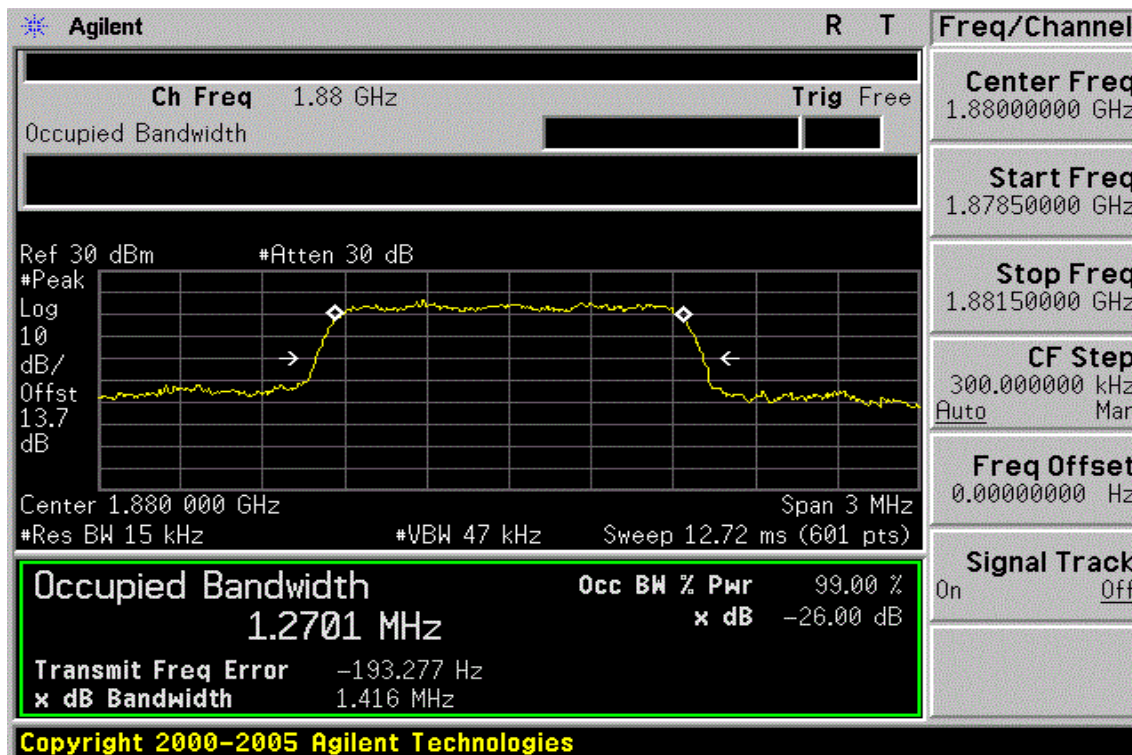 Agilent R T
Freq/Channel
Ch Freq 1.88 GHz Trig Free
Occupied Bandwidth
Center Freq
1.88000000 GHz
Start Freq
1.87850000 GHz
Stop Freq
1.88150000 GHz
CF Step
300.000000 kHz
Auto Man
Freq Offset
0.00000000 Hz
Signal Track
On Off
Ref 30 dBm #Atten 30 dB
#Peak
Log
10
dB/
Offst
13.7
dB
Center 1.880 000 GHz Span 3 MHz
#Res BW 15 kHz #VBW 47 kHz Sweep 12.72 ms (601 pts)
Occupied Bandwidth
1.2701 MHz
Occ BW % Pwr 99.00 %
x dB -26.00 dB
Transmit Freq Error -193.277 Hz
x dB Bandwidth 1.416 MHz
Copyright 2000-2005 Agilent Technologies